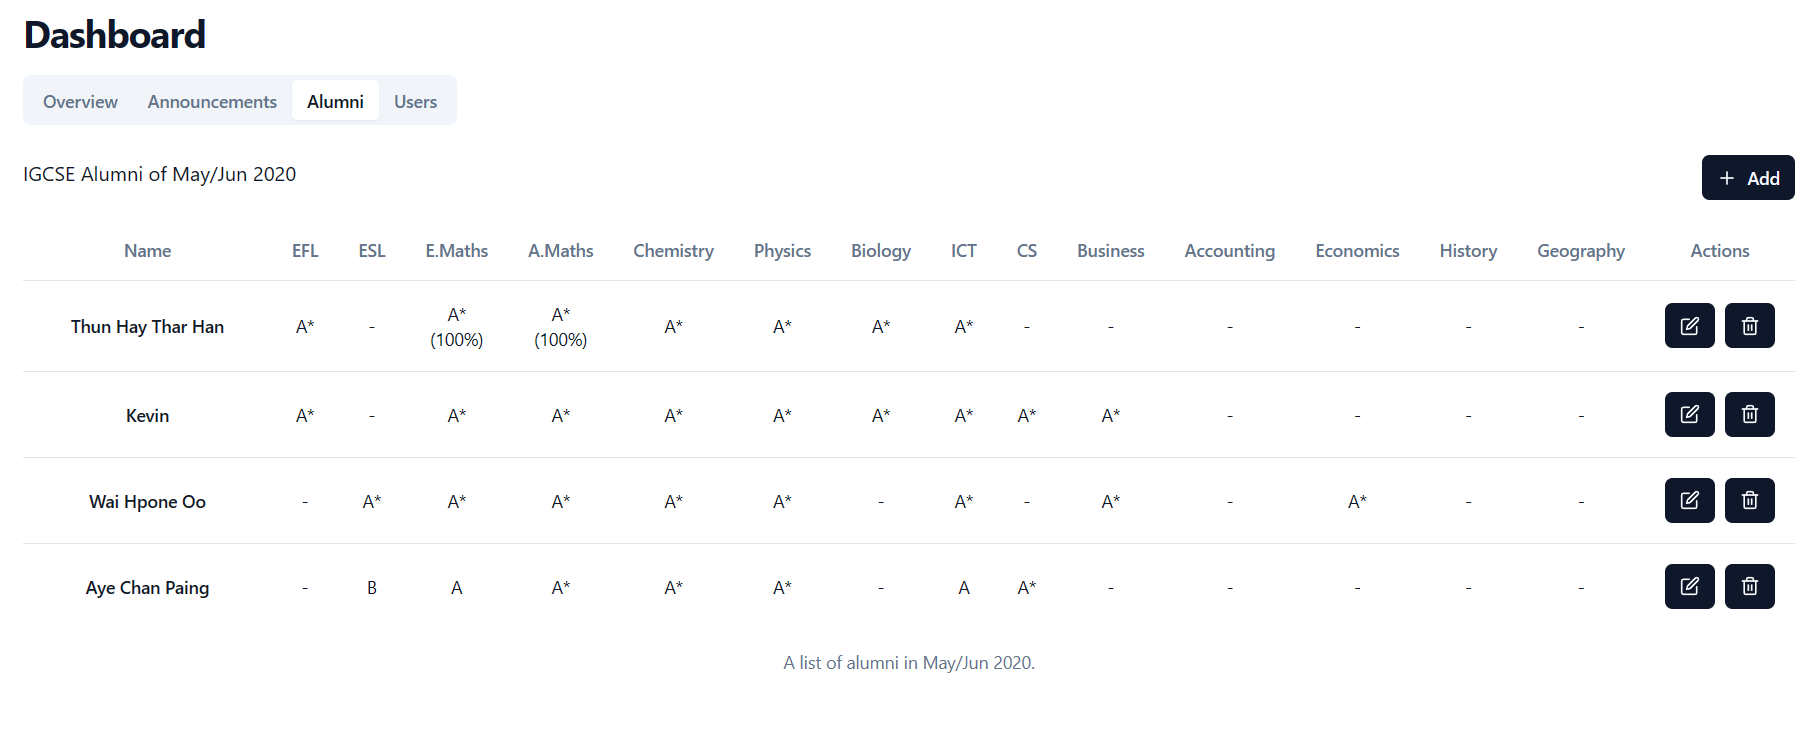 Dashboard
Overview Announcements Alumni Users
IGCSE Alumni of May/Jun 2020
+ Add
Name EFL ESL E.Maths A.Maths Chemistry Physics Biology ICT CS Business Accounting Economics History Geography Actions
Thun Hay Thar Han A* - A* (100%) A* (100%) A* A* A* A* - - - - - -
Kevin A* - A* A* A* A* A* A* A* A* - - - -
Wai Hpone Oo - A* A* A* A* A* - A* - A* - A* - -
Aye Chan Paing - B A A* A* A* - A A* - - - - -
A list of alumni in May/Jun 2020.